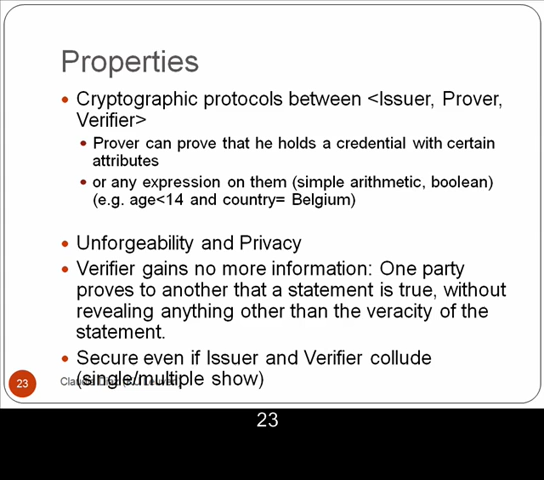 Properties
• Cryptographic protocols between <Issuer, Prover,
Verifier>
• Prover can prove that he holds a credential with certain
attributes
• or any expression on them (simple arithmetic, boolean)
(e.g. age<14 and country= Belgium)
• Unforgeability and Privacy
• Verifier gains no more information: One party
proves to another that a statement is true, without
revealing anything other than the veracity of the
statement.
• Secure even if Issuer and Verifier collude
(single/multiple show)
23
23